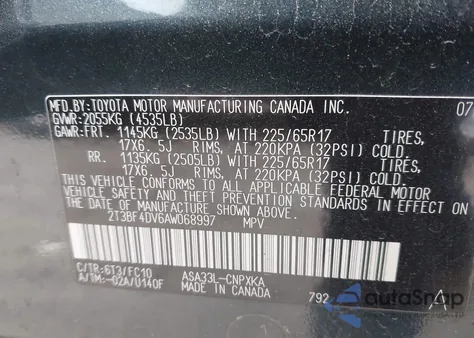 MFD.BY:TOYOTA MOTOR MANUFACTURING CANADA INC. 07
GVWR:2055KG (4535LB)
GAWR:FRT. 1145KG (2535LB) WITH 225/65R17 TIRES,
17X6. 5J RIMS, AT 220KPA (32PSI) COLD.
RR. 1135KG (2505LB) WITH 225/65R17 TIRES,
17X6. 5J RIMS, AT 220KPA (32PSI) COLD.
THIS VEHICLE CONFORMS TO ALL APPLICABLE FEDERAL MOTOR
VEHICLE SAFETY AND THEFT PREVENTION STANDARDS IN EFFECT ON
THE DATE OF MANUFACTURE SHOWN ABOVE.
2T3BF4DV6AW068997 MPV
C/TR:6T3/FC10 ASA33L-CNPXKA
A/TM:-02A/U140F MADE IN CANADA 792 A
autoSnap